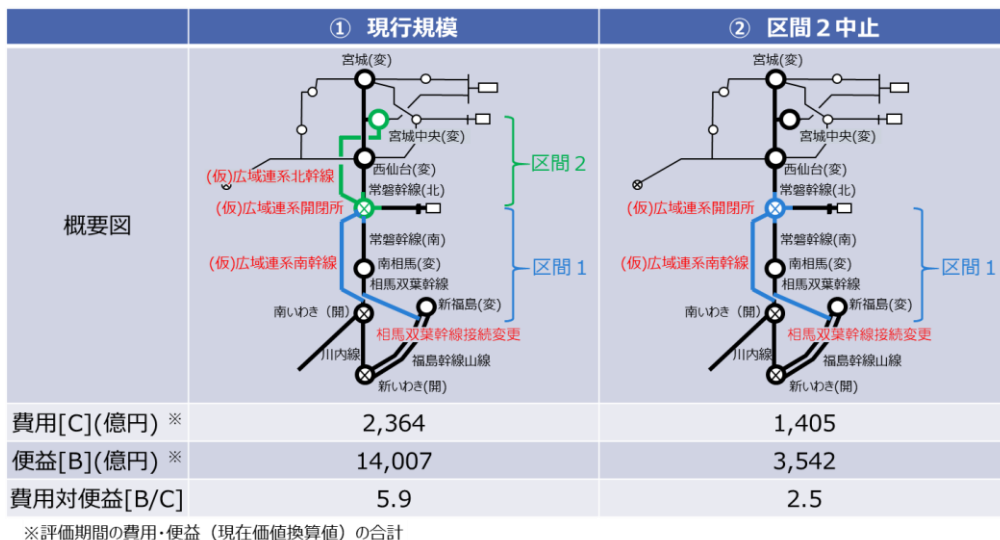 ① 現行規模
② 区間2中止
概要図
宮城(変)
宮城中央(変)
西仙台(変)
(仮)広域連系北幹線
常磐幹線(北)
(仮)広域連系開閉所
区間2
常磐幹線(南)
(仮)広域連系南幹線
南相馬(変)
区間1
相馬双葉幹線
新福島(変)
南いわき(開)
相馬双葉幹線接続変更
川内線
福島幹線山線
新いわき(開)
宮城(変)
宮城中央(変)
西仙台(変)
常磐幹線(北)
(仮)広域連系開閉所
常磐幹線(南)
(仮)広域連系南幹線
南相馬(変)
区間1
相馬双葉幹線
新福島(変)
南いわき(開)
相馬双葉幹線接続変更
川内線
福島幹線山線
新いわき(開)
費用[C](億円) ※ 2,364 1,405
便益[B](億円) ※ 14,007 3,542
費用対便益[B/C] 5.9 2.5
※評価期間の費用・便益(現在価値換算値)の合計